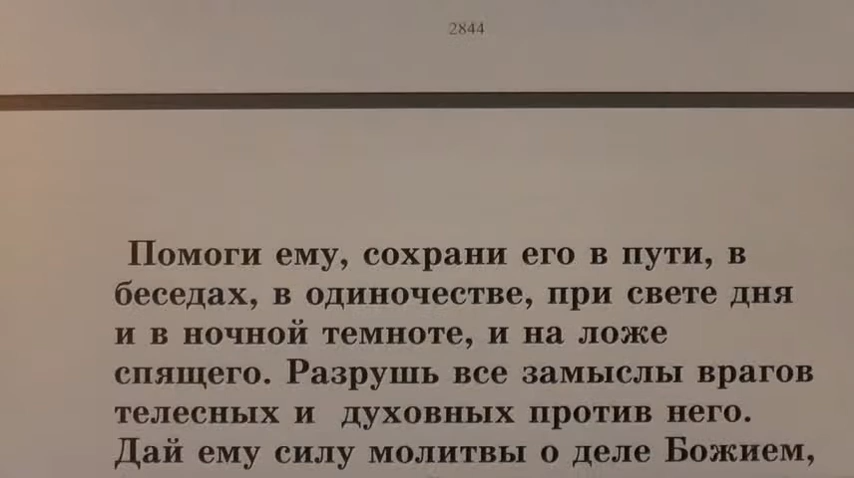 2844
Помоги ему, сохрани его в пути, в
беседах, в одиночестве, при свете дня
и в ночной темноте, и на ложе
спящего. Разрушь все замыслы врагов
телесных и духовных против него.
Дай ему силу молитвы о деле Божием,